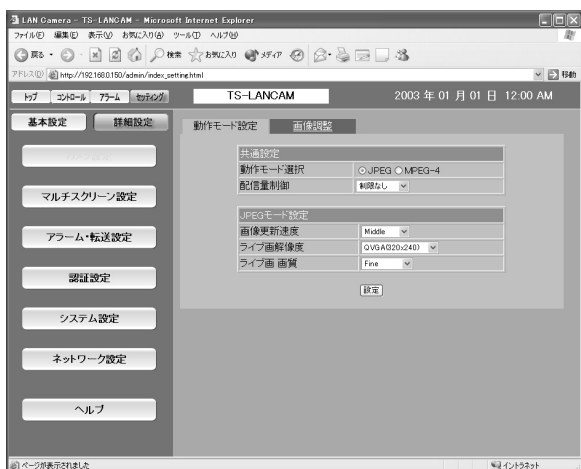 LAN Camera - TS-LANCAM - Microsoft Internet Explorer
ファイル(F) 編集(E) 表示(V) お気に入り(A) ツール(T) ヘルプ(H)
戻る 検索 お気に入り メディア
アドレス(D) http://192.168.0.150/admin/index_setting.html 移動
トップ コントロール アラーム セッティング TS-LANCAM 2003 年 01 月 01 日 12:00 AM
基本設定 詳細設定
動作モード設定 画像調整
共通設定
動作モード選択 JPEG MPEG-4
配信量制御 制限なし
JPEGモード設定
画像更新速度 Middle
ライブ画解像度 QVGA(320x240)
ライブ画 画質 Fine
設定
マルチスクリーン設定
アラーム・転送設定
認証設定
システム設定
ネットワーク設定
ヘルプ
ページが表示されました イントラネット